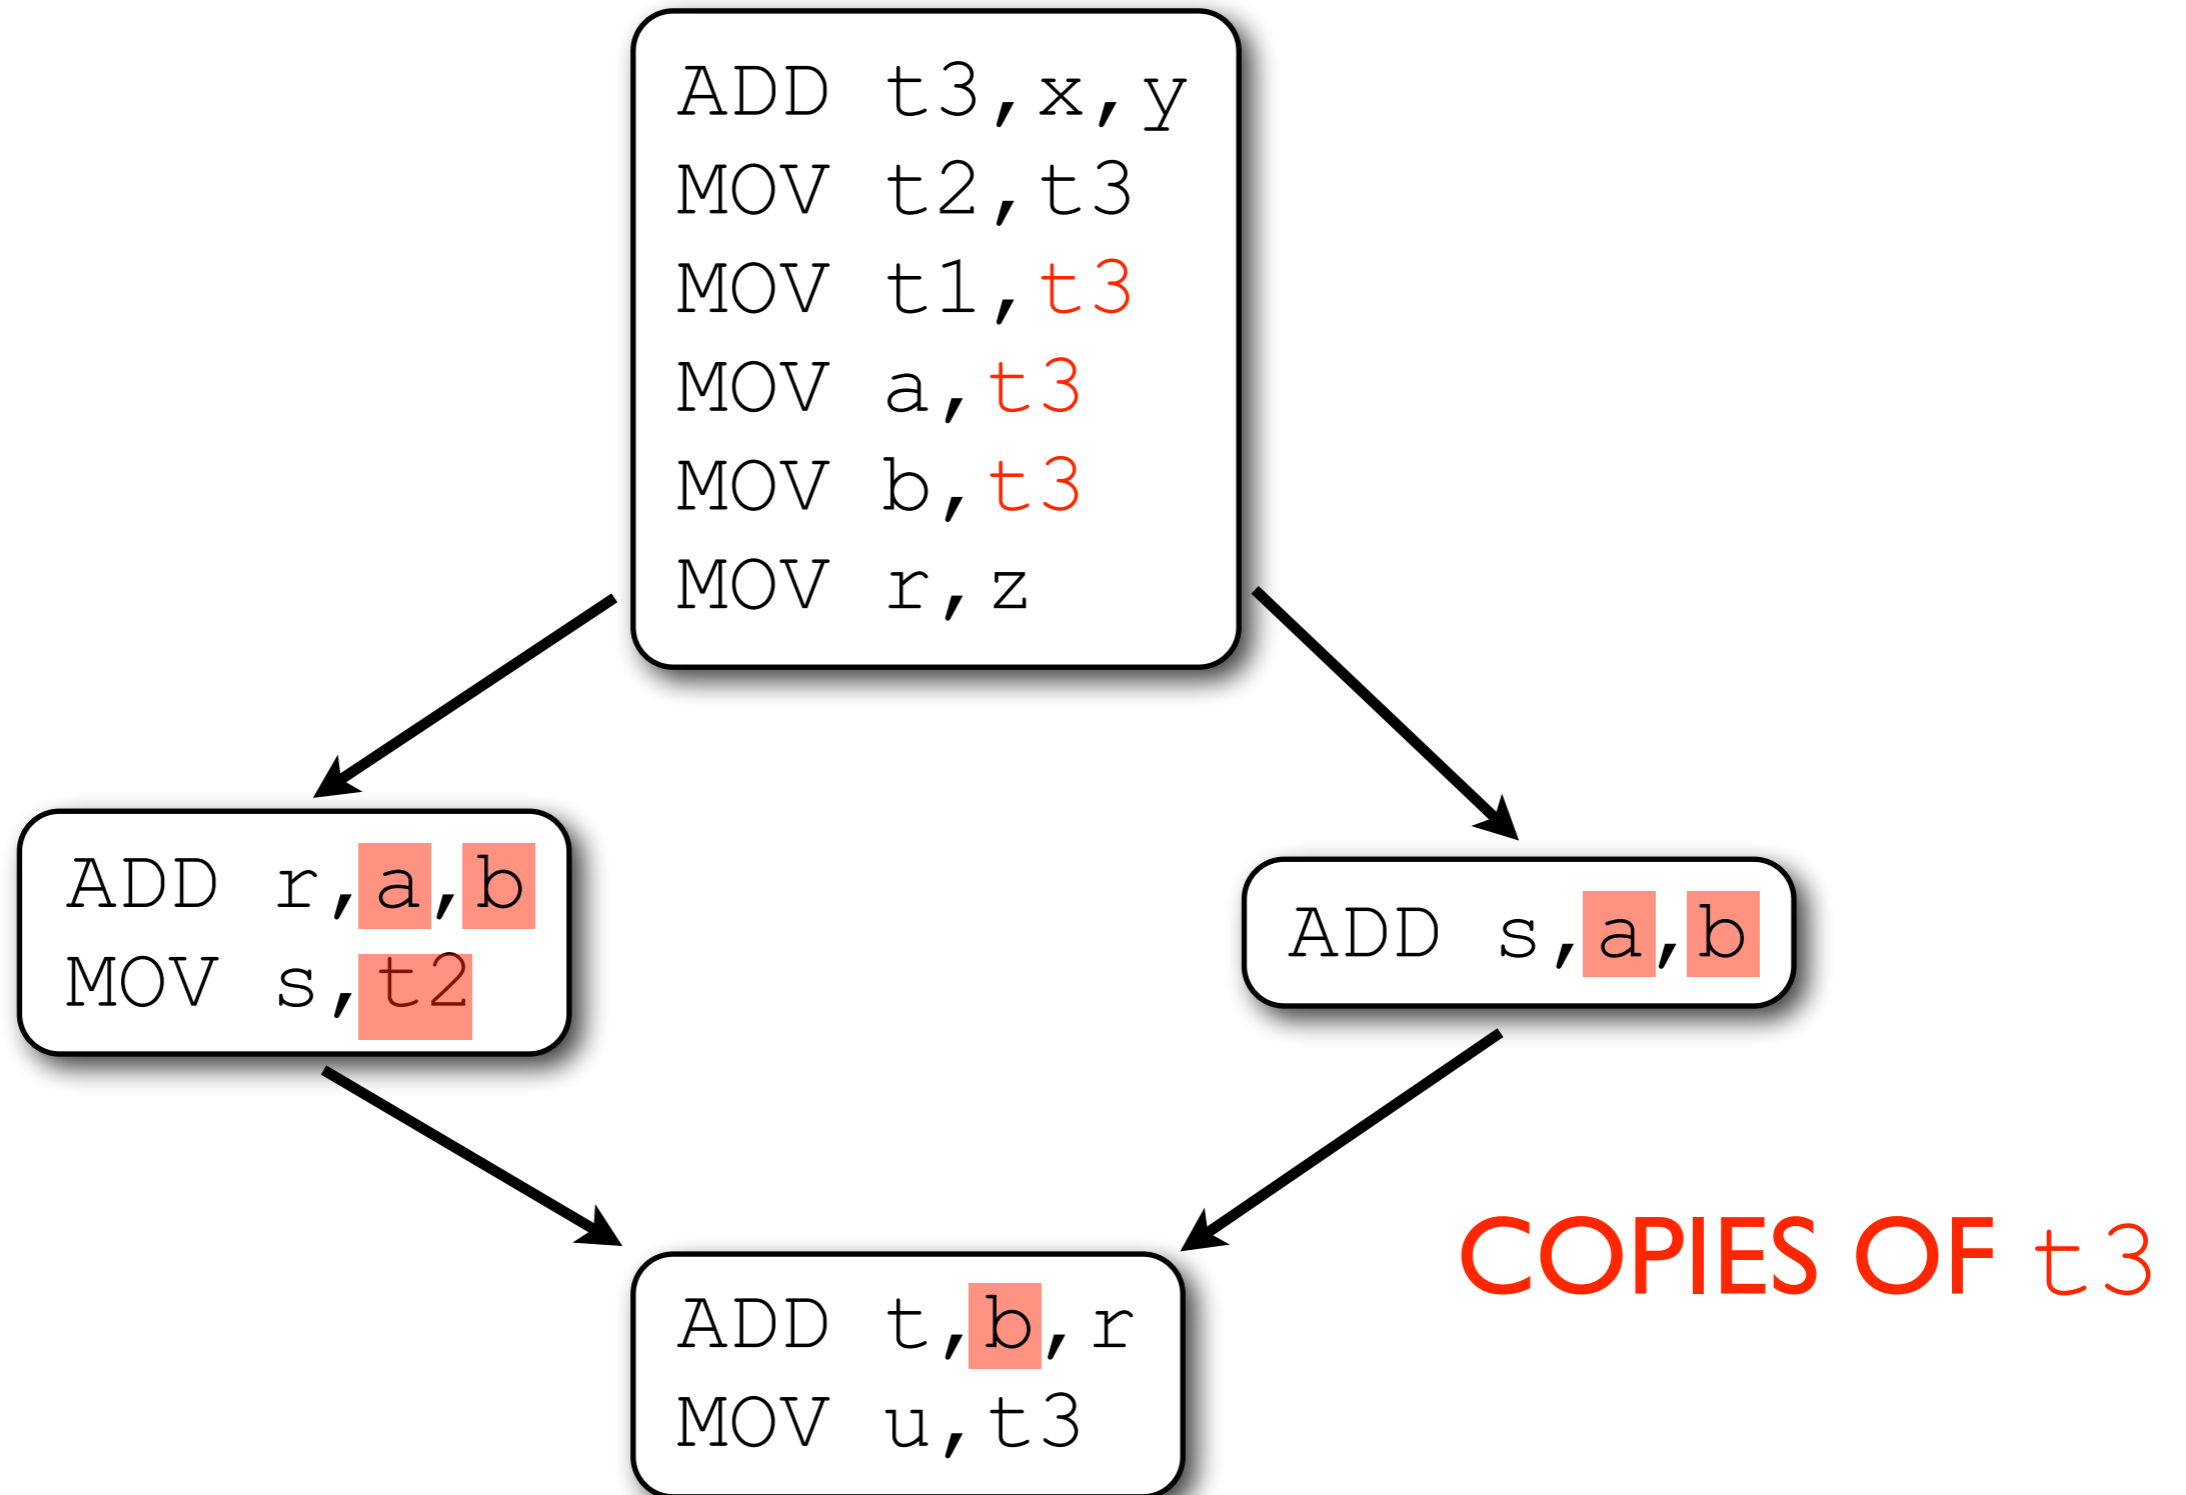 ADD t3,x,y
MOV t2,t3
MOV t1,t3
MOV a,t3
MOV b,t3
MOV r,z
ADD r,a,b
MOV s,t2
ADD s,a,b
ADD t,b,r
MOV u,t3
COPIES OF t3